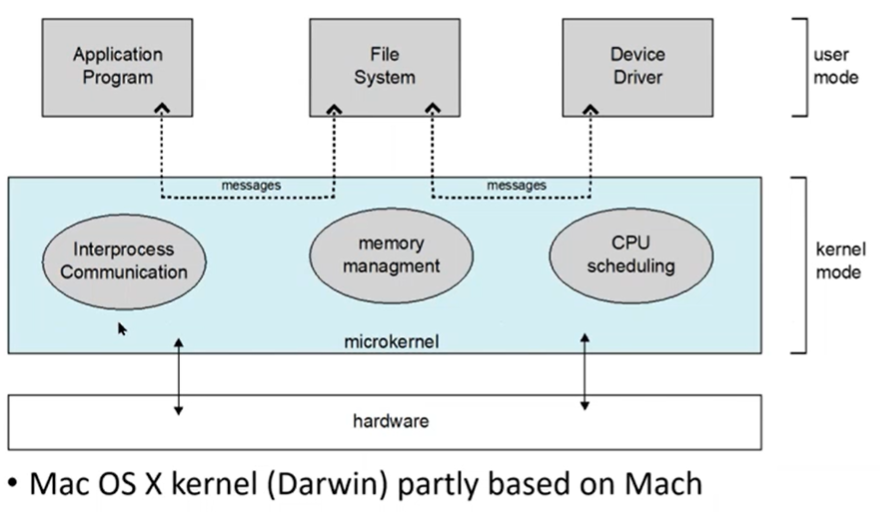 Application
Program
File
System
Device
Driver
user
mode
messages
messages
Interprocess
Communication
memory
managment
CPU
scheduling
kernel
mode
microkernel
hardware
• Mac OS X kernel (Darwin) partly based on Mach